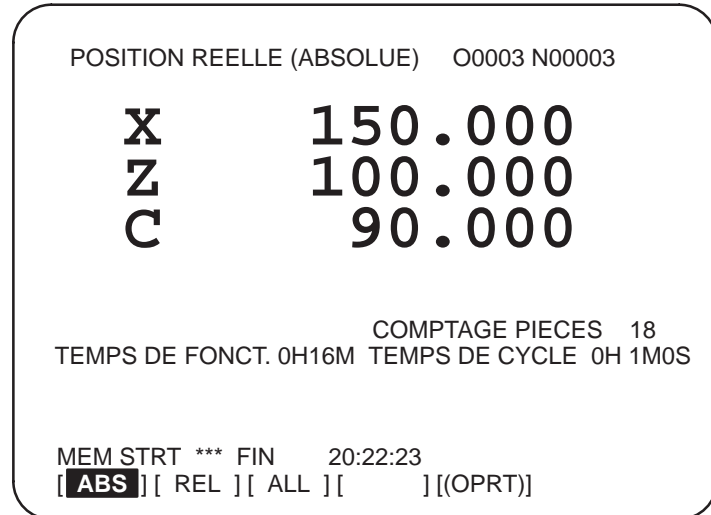 POSITION REELLE (ABSOLUE) O0003 N00003
X 150.000
Z 100.000
C 90.000
COMPTAGE PIECES 18
TEMPS DE FONCT. 0H16M TEMPS DE CYCLE 0H 1M0S
MEM STRT *** FIN 20:22:23
[ ABS ] [ REL ] [ ALL ] [ ] [(OPRT)]